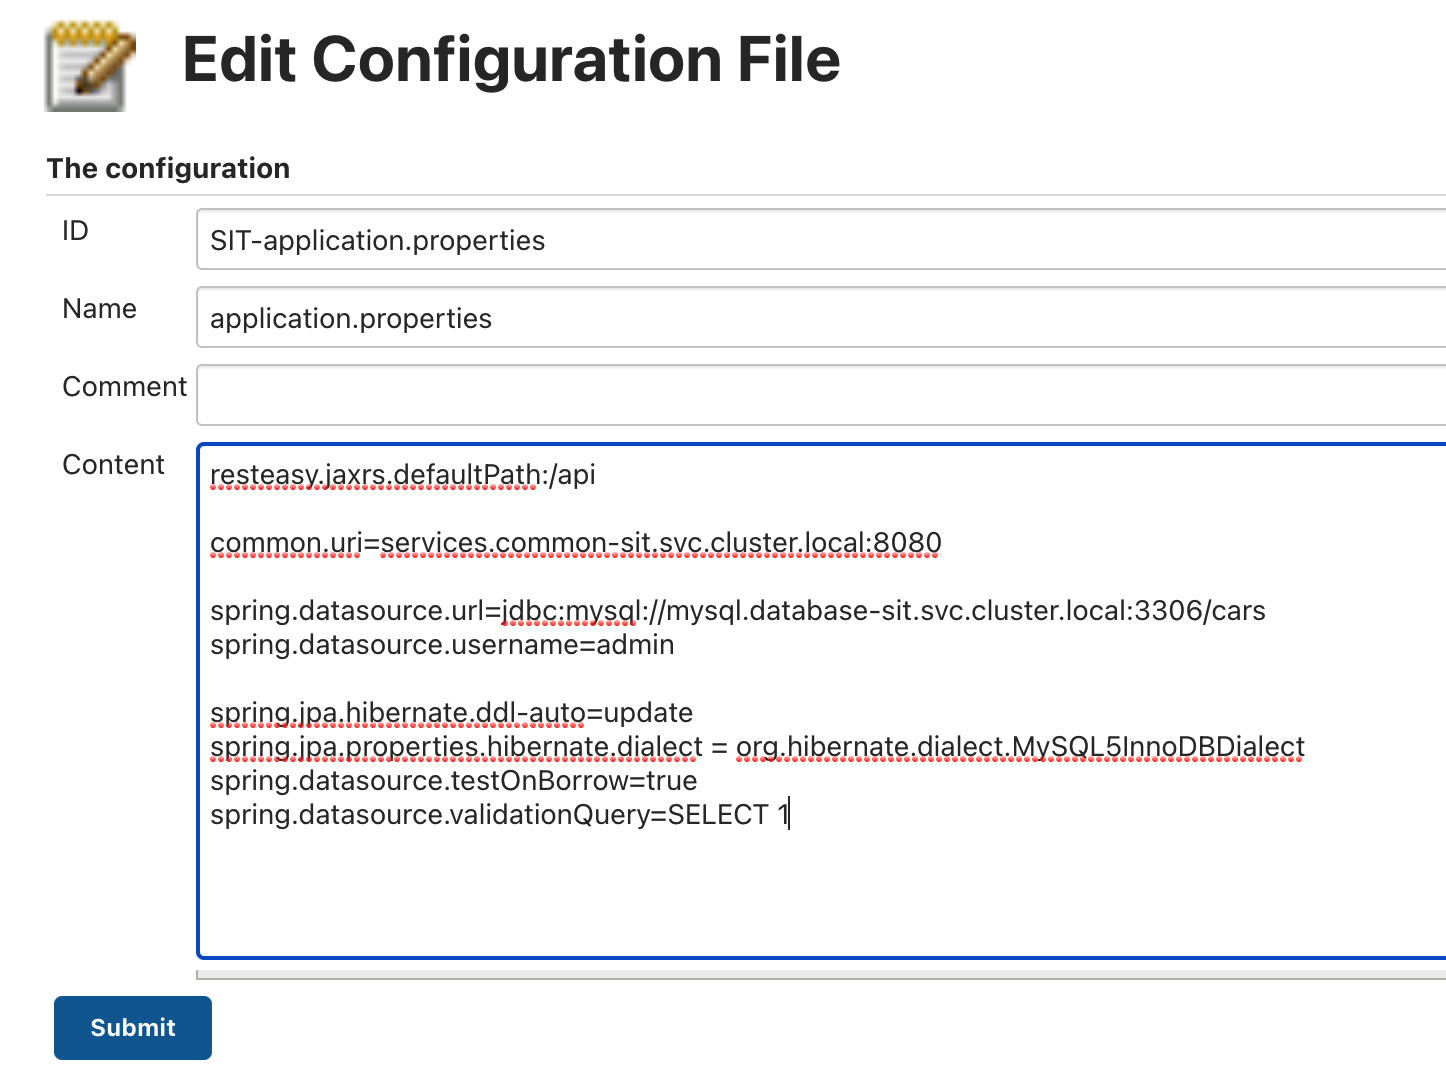 Edit Configuration File
The configuration
ID
SIT-application.properties
Name
application.properties
Comment
Content
resteasy.jaxrs.defaultPath:/api
common.uri=services.common-sit.svc.cluster.local:8080
spring.datasource.url=jdbc:mysql://mysql.database-sit.svc.cluster.local:3306/cars
spring.datasource.username=admin
spring.jpa.hibernate.ddl-auto=update
spring.jpa.properties.hibernate.dialect = org.hibernate.dialect.MySQL5InnoDBDialect
spring.datasource.testOnBorrow=true
spring.datasource.validationQuery=SELECT 1
Submit